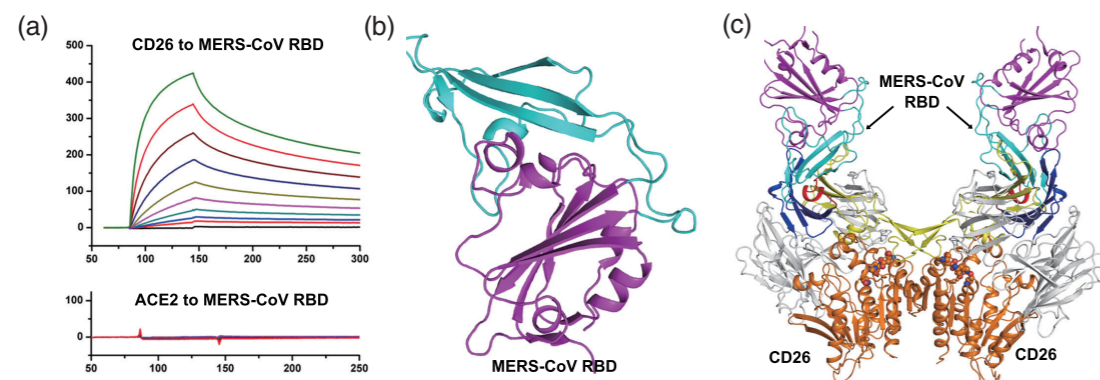 (a)
CD26 to MERS-CoV RBD
500
400
300
200
100
0
50 100 150 200 250 300
ACE2 to MERS-CoV RBD
100
0
50 100 150 200 250
(b)
MERS-CoV RBD
(c)
MERS-CoV
RBD
CD26
CD26